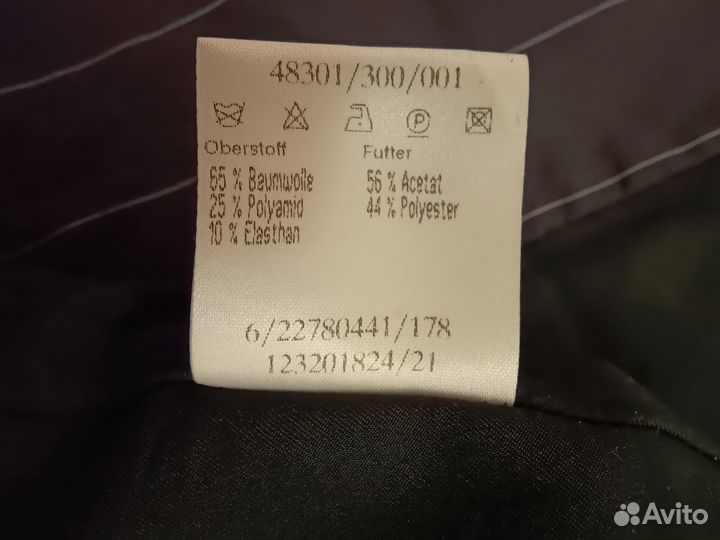 48301/300/001
P
Oberstoff Futter
65 % Baumwolle 56 % Acetat
25 % Polyamid 44 % Polyester
10 % Elasthan
6/22780441/178
123201824/21
Avito